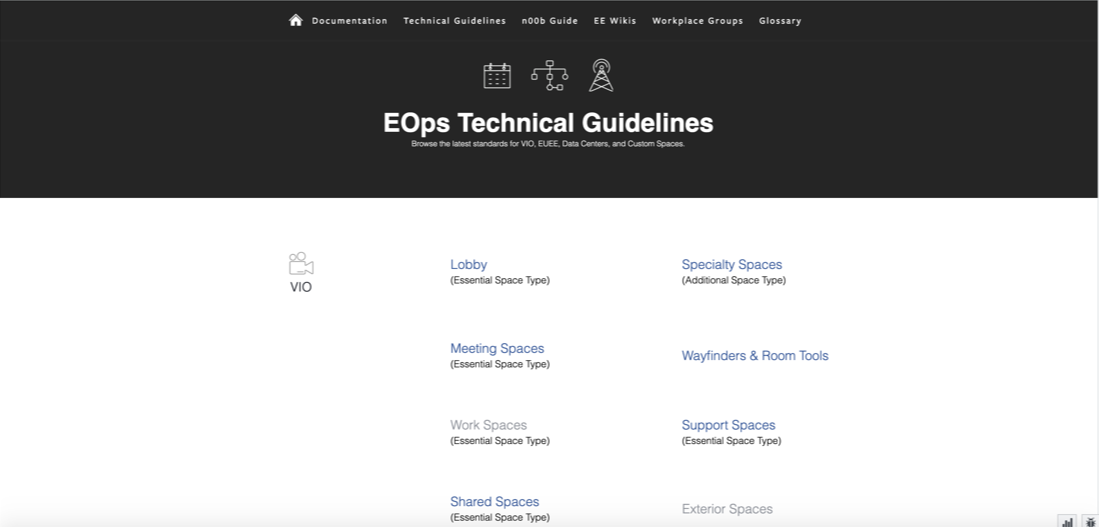 Documentation Technical Guidelines n00b Guide EE Wikis Workplace Groups Glossary
EOps Technical Guidelines
Browse the latest standards for VIO, EUEE, Data Centers, and Custom Spaces.
VIO
Lobby
(Essential Space Type)
Specialty Spaces
(Additional Space Type)
Meeting Spaces
(Essential Space Type)
Wayfinders & Room Tools
Work Spaces
(Essential Space Type)
Support Spaces
(Essential Space Type)
Shared Spaces
(Essential Space Type)
Exterior Spaces